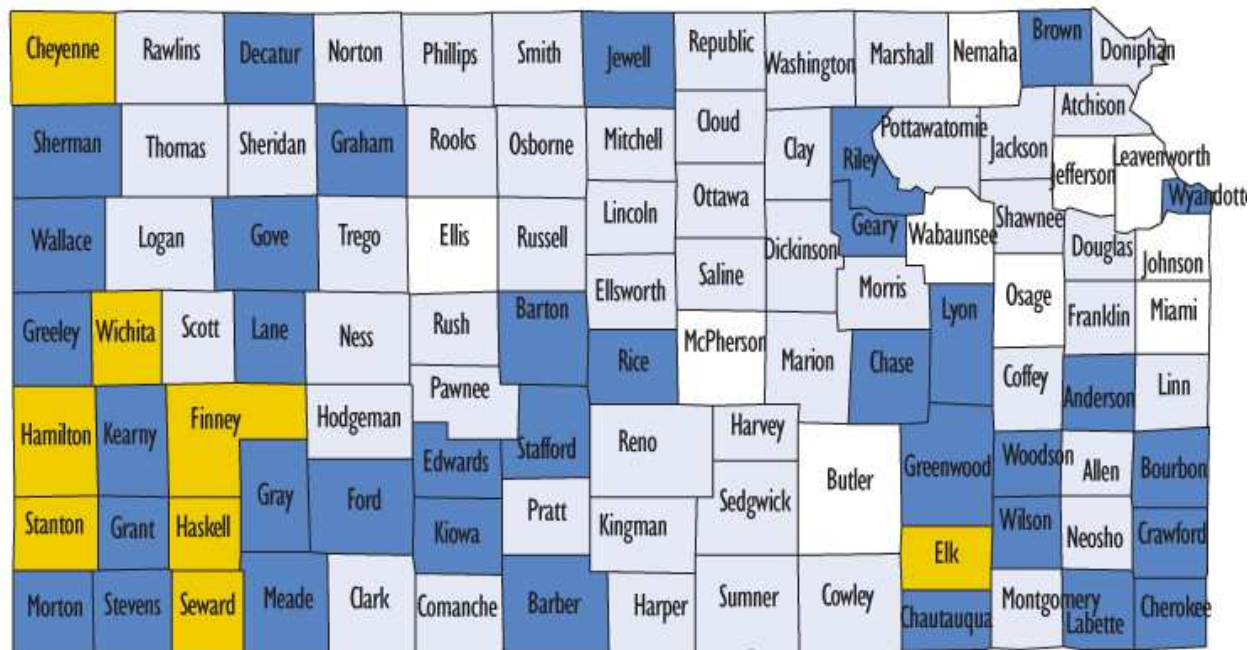 Cheyenne
Rawlins
Decatur
Norton
Phillips
Smith
Jewell
Republic
Washington
Marshall
Nemaha
Brown
Doniphan
Sherman
Thomas
Sheridan
Graham
Rooks
Osborne
Mitchell
Cloud
Clay
Riley
Pottawatomie
Jackson
Atchison
Jefferson
Leavenworth
Wyandotte
Wallace
Logan
Gove
Trego
Ellis
Russell
Lincoln
Ottawa
Dickinson
Geary
Wabaunsee
Shawnee
Douglas
Johnson
Ellsworth
Saline
Morris
Greeley
Wichita
Scott
Lane
Ness
Rush
Barton
Rice
McPherson
Marion
Chase
Lyon
Osage
Franklin
Miami
Hamilton
Kearny
Finney
Hodgeman
Pawnee
Stafford
Reno
Harvey
Coffey
Anderson
Linn
Gray
Ford
Edwards
Butler
Greenwood
Woodson
Allen
Bourbon
Stanton
Grant
Haskell
Kiowa
Pratt
Kingman
Sedgwick
Elk
Wilson
Neosho
Crawford
Morton
Stevens
Seward
Meade
Clark
Comanche
Barber
Harper
Sumner
Cowley
Chautauqua
Montgomery
Labette
Cherokee